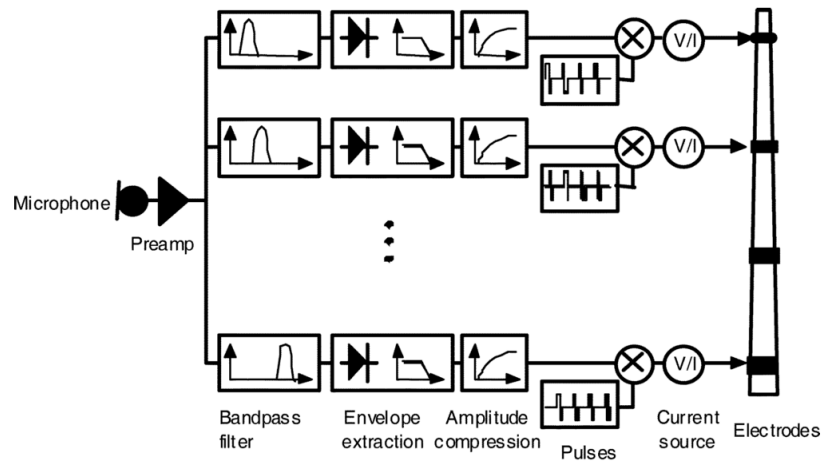 V/I
V/I
Microphone
Preamp
V/I
Bandpass
filter
Envelope
extraction
Amplitude
compression
Pulses
Current
source
Electrodes